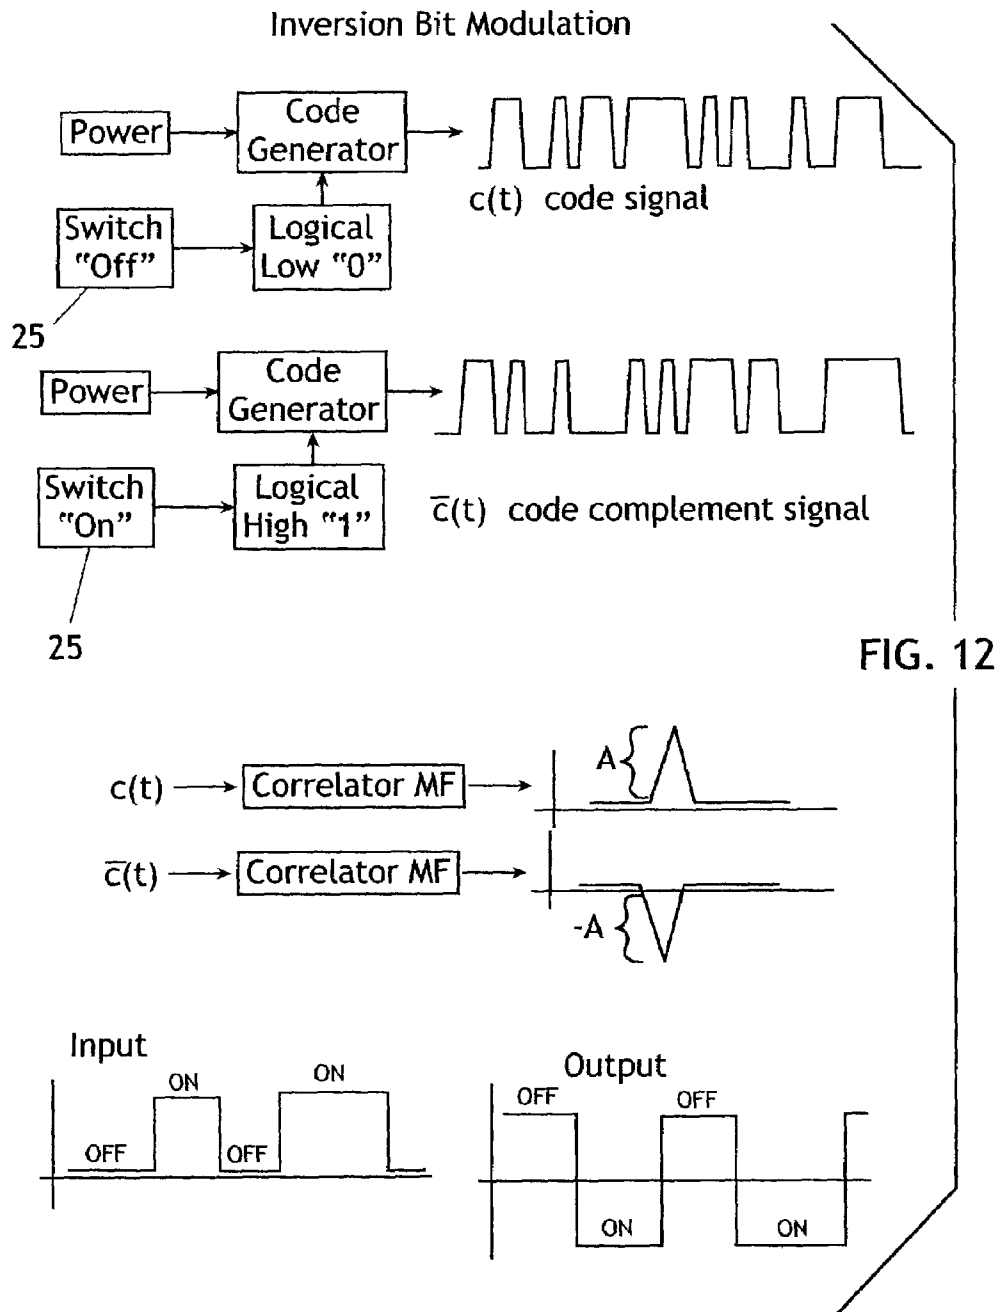 Inversion Bit Modulation
Power
Code
Generator
c(t) code signal
Switch
"Off"
Logical
Low "0"
25
Power
Code
Generator
Switch
"On"
Logical
High "1"
c̅(t) code complement signal
25
FIG. 12
c(t)
Correlator MF
A
c̅(t)
Correlator MF
-A
Input
ON
ON
OFF
OFF
Output
OFF
OFF
ON
ON